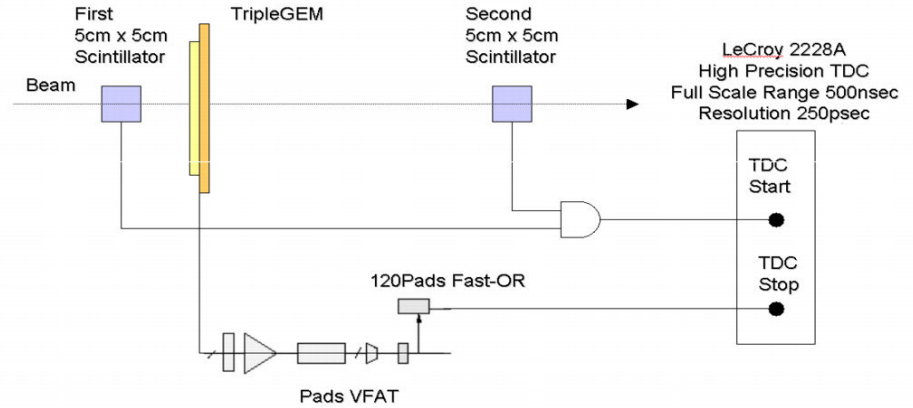 First
5cm x 5cm
Scintillator
TripleGEM
Second
5cm x 5cm
Scintillator
LeCroy 2228A
High Precision TDC
Full Scale Range 500nsec
Resolution 250psec
Beam
TDC
Start
TDC
Stop
120Pads Fast-OR
Pads VFAT